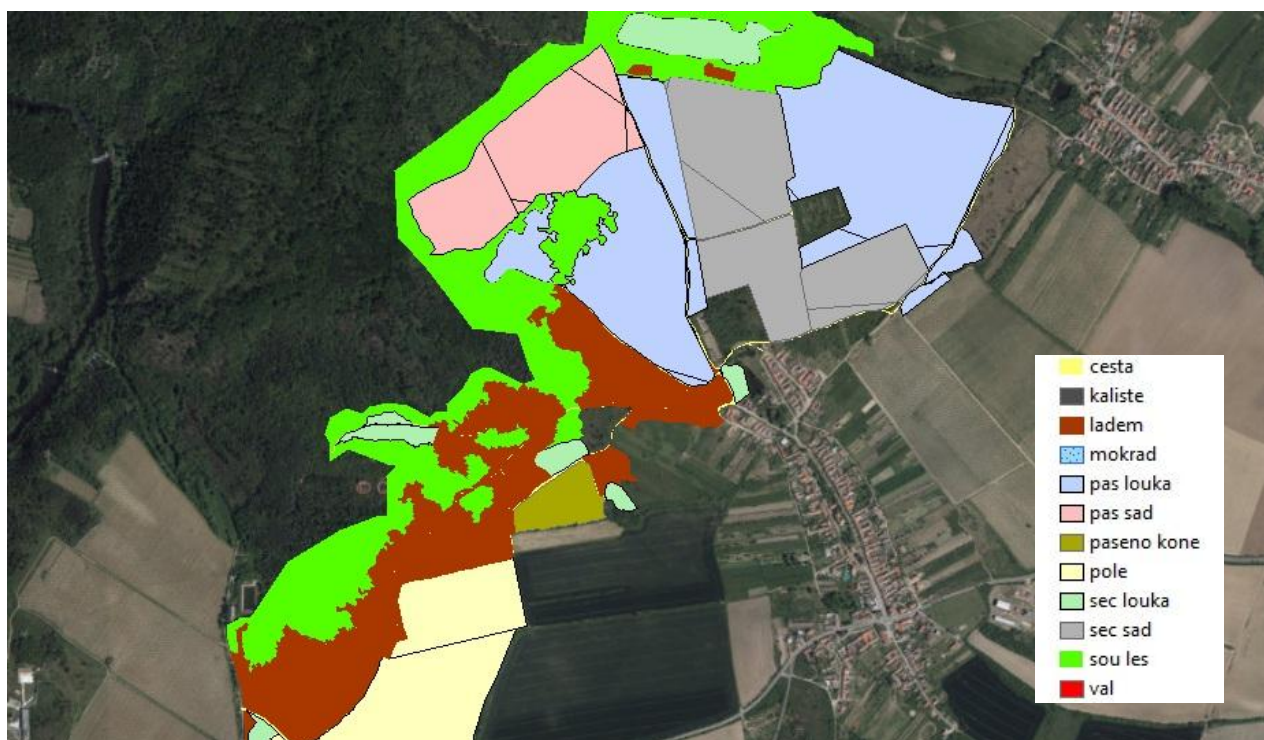 cesta
kaliste
ladem
mokrad
pas louka
pas sad
paseno kone
pole
sec louka
sec sad
sou les
val